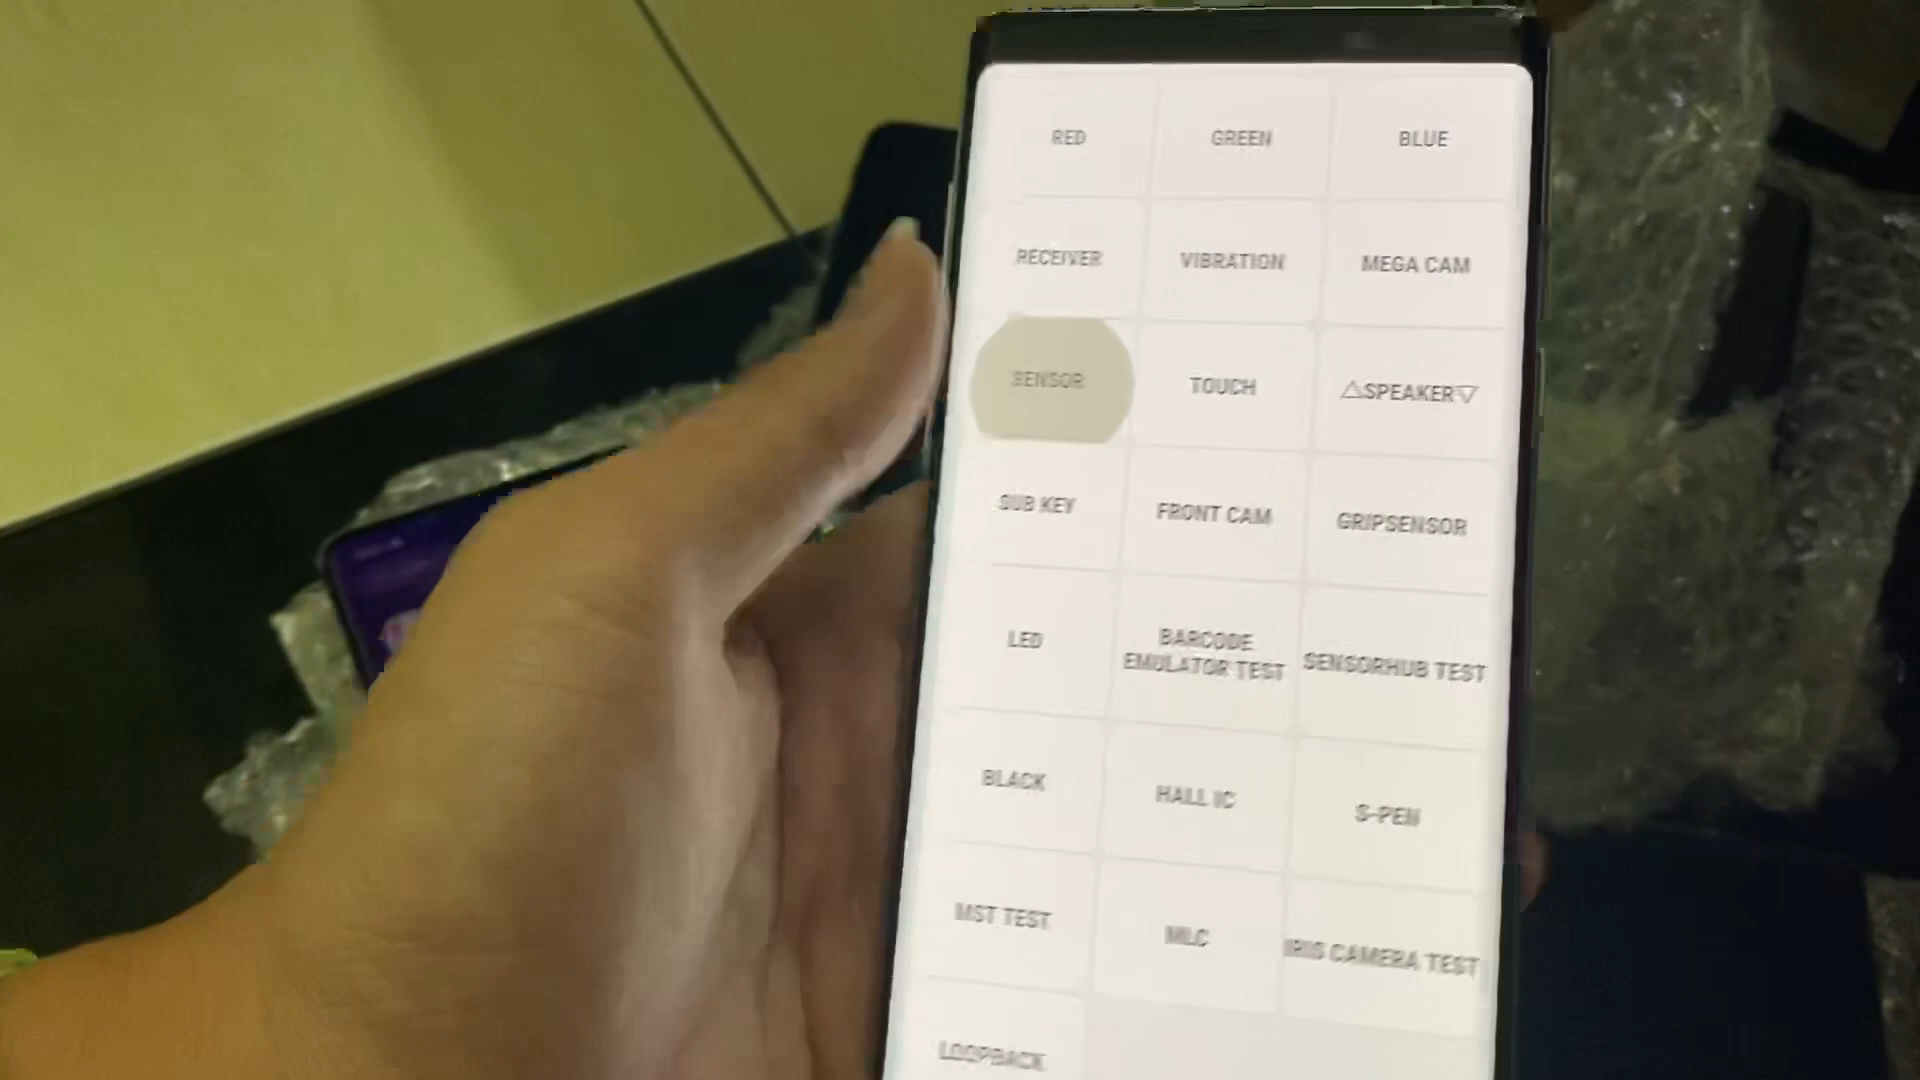 RED
GREEN
BLUE
RECEIVER
VIBRATION
MEGA CAM
SENSOR
TOUCH
△SPEAKER▽
SUB KEY
FRONT CAM
GRIPSENSOR
LED
BARCODE
EMULATOR TEST
SENSORHUB TEST
BLACK
HALL IC
S-PEN
MST TEST
MLC
IRIS CAMERA TEST
LOOPBACK